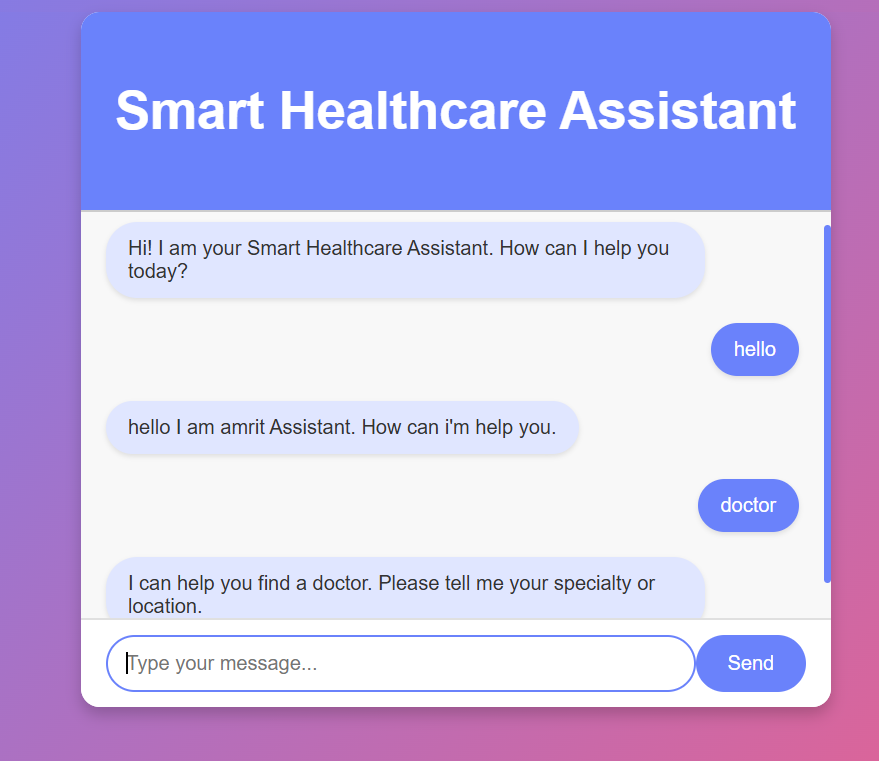 Smart Healthcare Assistant
Hi! I am your Smart Healthcare Assistant. How can I help you
today?
hello
hello I am amrit Assistant. How can i'm help you.
doctor
I can help you find a doctor. Please tell me your specialty or
location.
Type your message...
Send